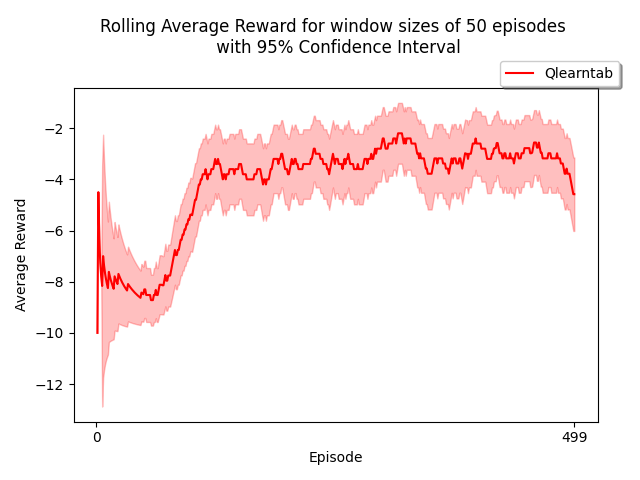 Rolling Average Reward for window sizes of 50 episodes
with 95% Confidence Interval
Qlearntab
−2
−4
−6
−8
−10
−12
Average Reward
0
499
Episode